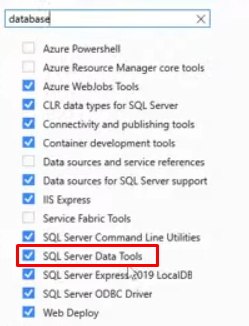 database
Azure Powershell
Azure Resource Manager core tools
Azure WebJobs Tools
CLR data types for SQL Server
Connectivity and publishing tools
Container development tools
Data sources and service references
Data sources for SQL Server support
IIS Express
Service Fabric Tools
SQL Server Command Line Utilities
SQL Server Data Tools
SQL Server Express 2019 LocalDB
SQL Server ODBC Driver
Web Deploy